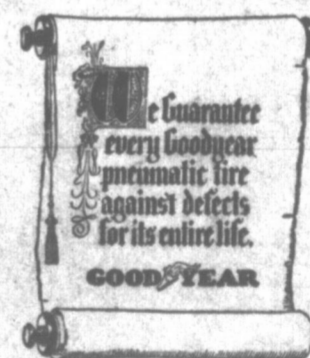 We Guarantee
every Goodyear
pneumatic tire
against defects
for its entire life.
GOODYEAR